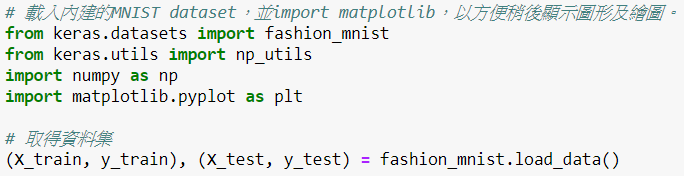 # 載入內建的MNIST dataset，並import matplotlib，以方便稍後顯示圖形及繪圖。
from keras.datasets import fashion_mnist
from keras.utils import np_utils
import numpy as np
import matplotlib.pyplot as plt
# 取得資料集
(X_train, y_train), (X_test, y_test) = fashion_mnist.load_data()